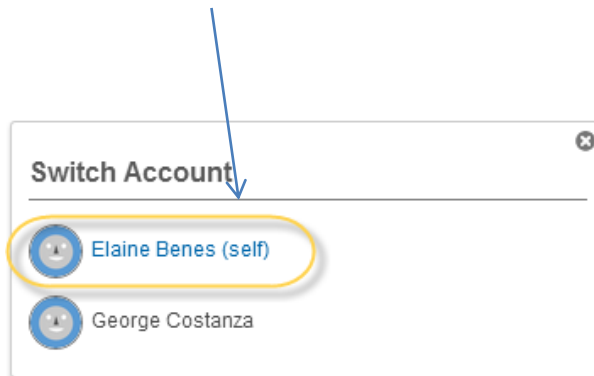 Switch Account
Elaine Benes (self)
George Costanza